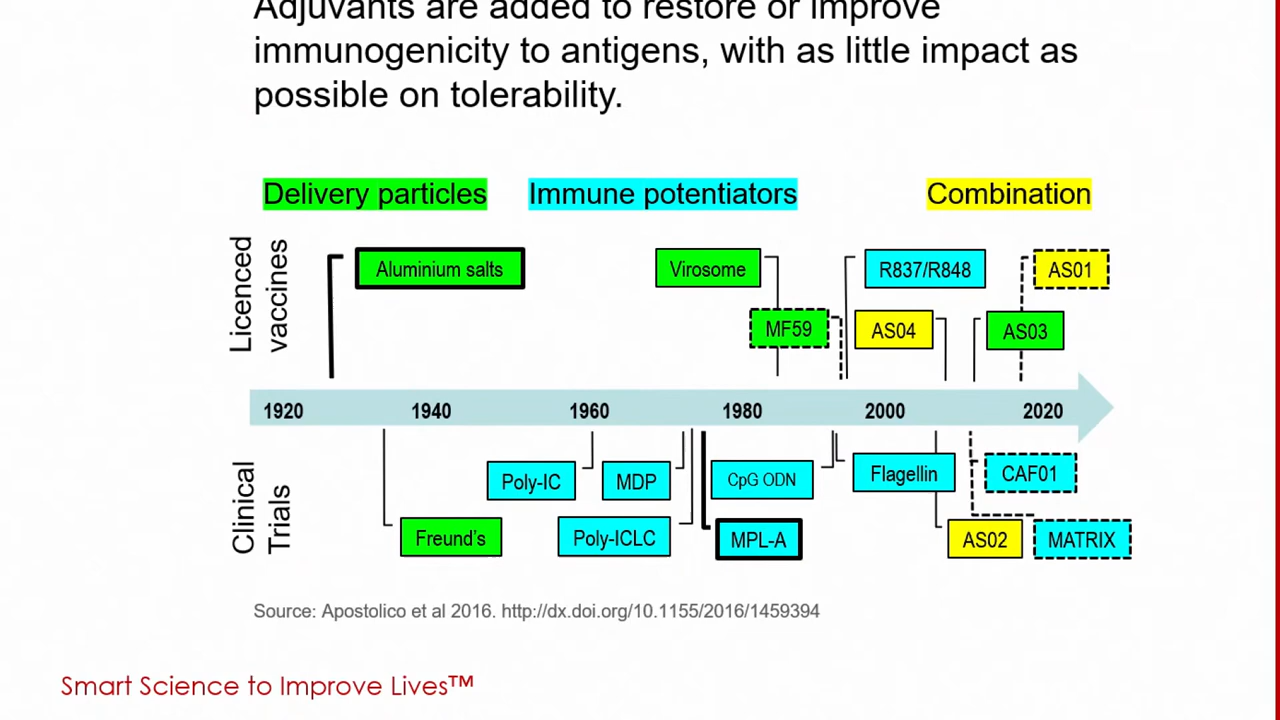 Adjuvants are added to restore or improve
immunogenicity to antigens, with as little impact as
possible on tolerability.
Delivery particles
Immune potentiators
Combination
Licenced
vaccines
Aluminium salts
Virosome
R837/R848
AS01
MF59
AS04
AS03
1920
1940
1960
1980
2000
2020
Clinical
Trials
Poly-IC
MDP
CpG ODN
Flagellin
CAF01
Freund's
Poly-ICLC
MPL-A
AS02
MATRIX
Source: Apostolico et al 2016. http://dx.doi.org/10.1155/2016/1459394
Smart Science to Improve Lives™